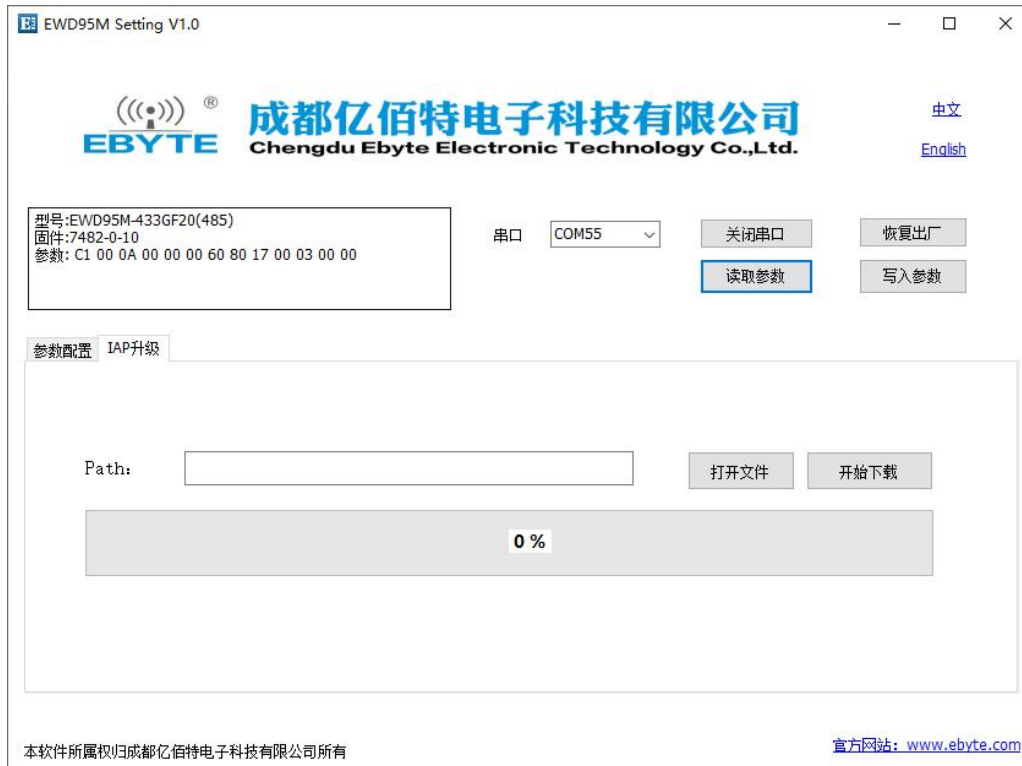 EWD95M Setting V1.0
EBYTE ®
成都亿佰特电子科技有限公司
Chengdu Ebyte Electronic Technology Co.,Ltd.
中文
English
型号:EWD95M-433GF20(485)
固件:7482-0-10
参数: C1 00 0A 00 00 00 60 80 17 00 03 00 00
串口 COM55 关闭串口 恢复出厂
读取参数 写入参数
参数配置 IAP升级
Path: 打开文件 开始下载
0 %
本软件所属权归成都亿佰特电子科技有限公司所有
官方网站: www.ebyte.com